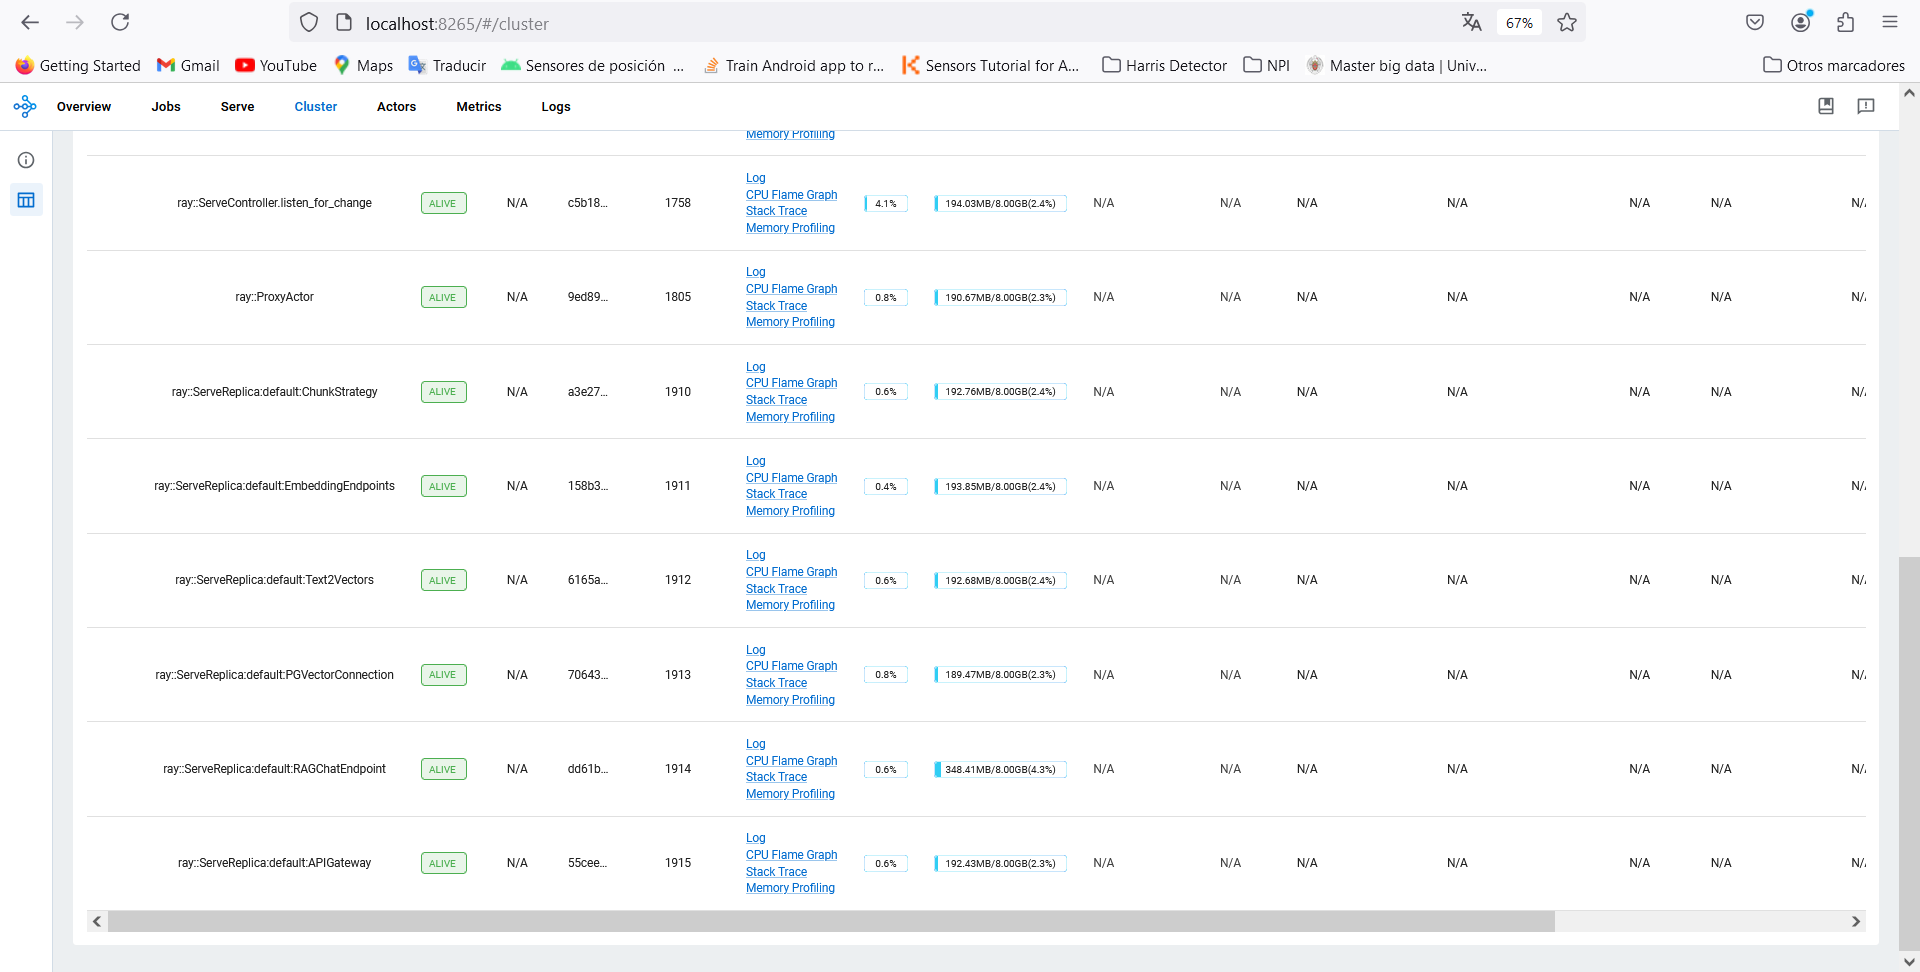 localhost:8265/#/cluster 67%
Getting Started Gmail YouTube Maps Traducir Sensores de posición ... Train Android app to r... Sensors Tutorial for A... Harris Detector NPI Master big data | Univ... Otros marcadores
Overview Jobs Serve Cluster Actors Metrics Logs
Memory Profiling
Log
CPU Flame Graph
ray::ServeController.listen_for_change ALIVE N/A c5b18... 1758 4.1% 194.03MB/8.00GB(2.4%) N/A N/A N/A N/A N/A N/A N/
Stack Trace
Memory Profiling
Log
CPU Flame Graph
ray::ProxyActor ALIVE N/A 9ed89... 1805 0.8% 190.67MB/8.00GB(2.3%) N/A N/A N/A N/A N/A N/A N/
Stack Trace
Memory Profiling
Log
CPU Flame Graph
ray::ServeReplica:default:ChunkStrategy ALIVE N/A a3e27... 1910 0.6% 192.76MB/8.00GB(2.4%) N/A N/A N/A N/A N/A N/A N/
Stack Trace
Memory Profiling
Log
CPU Flame Graph
ray::ServeReplica:default:EmbeddingEndpoints ALIVE N/A 158b3... 1911 0.4% 193.85MB/8.00GB(2.4%) N/A N/A N/A N/A N/A N/A N/
Stack Trace
Memory Profiling
Log
CPU Flame Graph
ray::ServeReplica:default:Text2Vectors ALIVE N/A 6165a... 1912 0.6% 192.68MB/8.00GB(2.4%) N/A N/A N/A N/A N/A N/A N/
Stack Trace
Memory Profiling
Log
CPU Flame Graph
ray::ServeReplica:default:PGVectorConnection ALIVE N/A 70643... 1913 0.8% 189.47MB/8.00GB(2.3%) N/A N/A N/A N/A N/A N/A N/
Stack Trace
Memory Profiling
Log
CPU Flame Graph
ray::ServeReplica:default:RAGChatEndpoint ALIVE N/A dd61b... 1914 0.6% 348.41MB/8.00GB(4.3%) N/A N/A N/A N/A N/A N/A N/
Stack Trace
Memory Profiling
Log
CPU Flame Graph
ray::ServeReplica:default:APIGateway ALIVE N/A 55cee... 1915 0.6% 192.43MB/8.00GB(2.3%) N/A N/A N/A N/A N/A N/A N/
Stack Trace
Memory Profiling